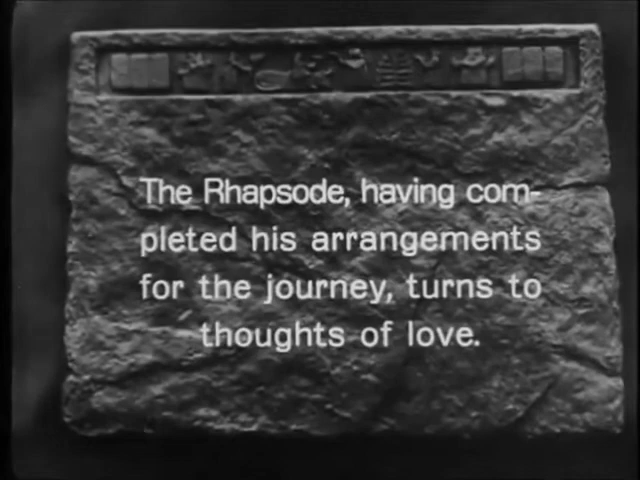 The Rhapsode, having com-
pleted his arrangements
for the journey, turns to
thoughts of love.